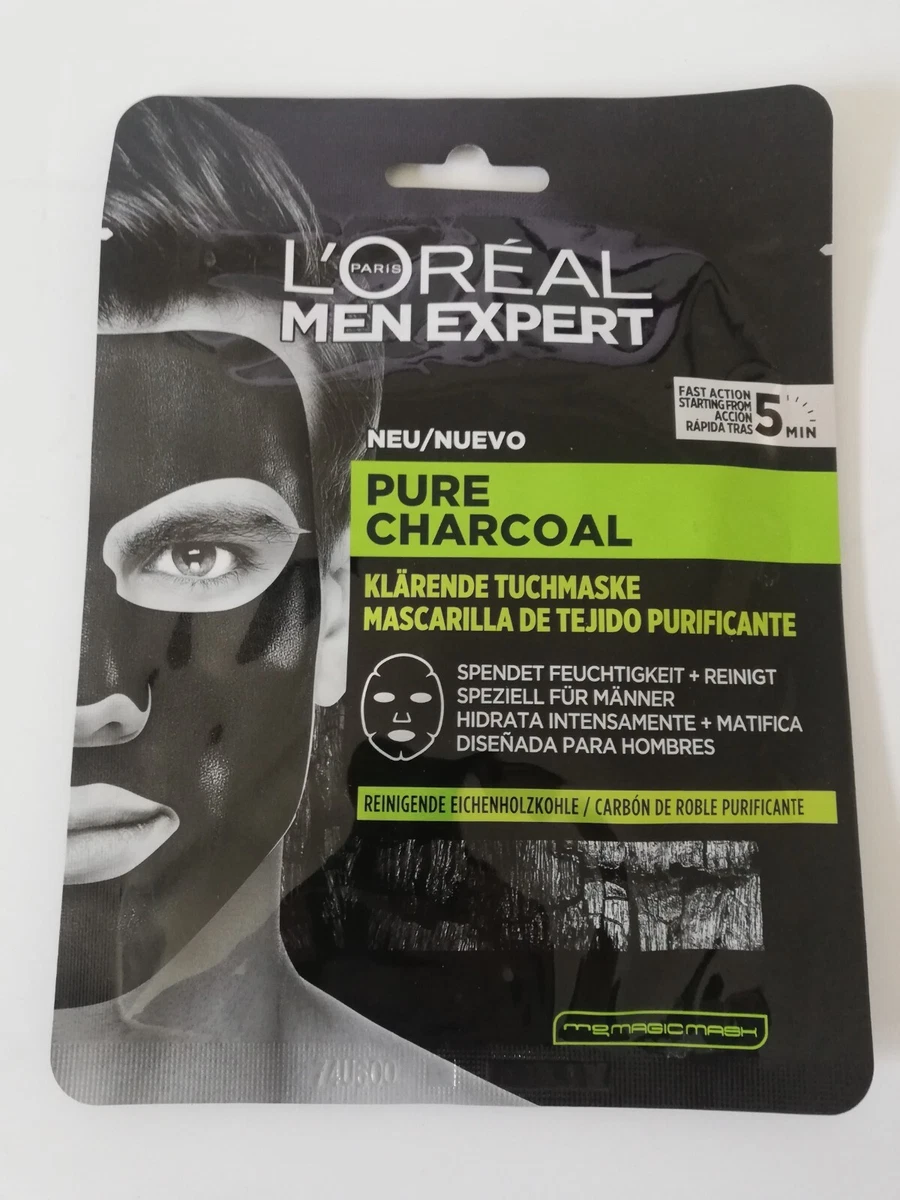 L'ORÉAL
PARIS
MEN EXPERT
FAST ACTION
STARTING FROM
ACCIÓN
RÁPIDA TRAS
5 MIN
NEU/NUEVO
PURE
CHARCOAL
KLÄRENDE TUCHMASKE
MASCARILLA DE TEJIDO PURIFICANTE
SPENDET FEUCHTIGKEIT + REINIGT
SPEZIELL FÜR MÄNNER
HIDRATA INTENSAMENTE + MATIFICA
DISEÑADA PARA HOMBRES
REINIGENDE EICHENHOLZKOHLE / CARBÓN DE ROBLE PURIFICANTE
MAGIC MASK